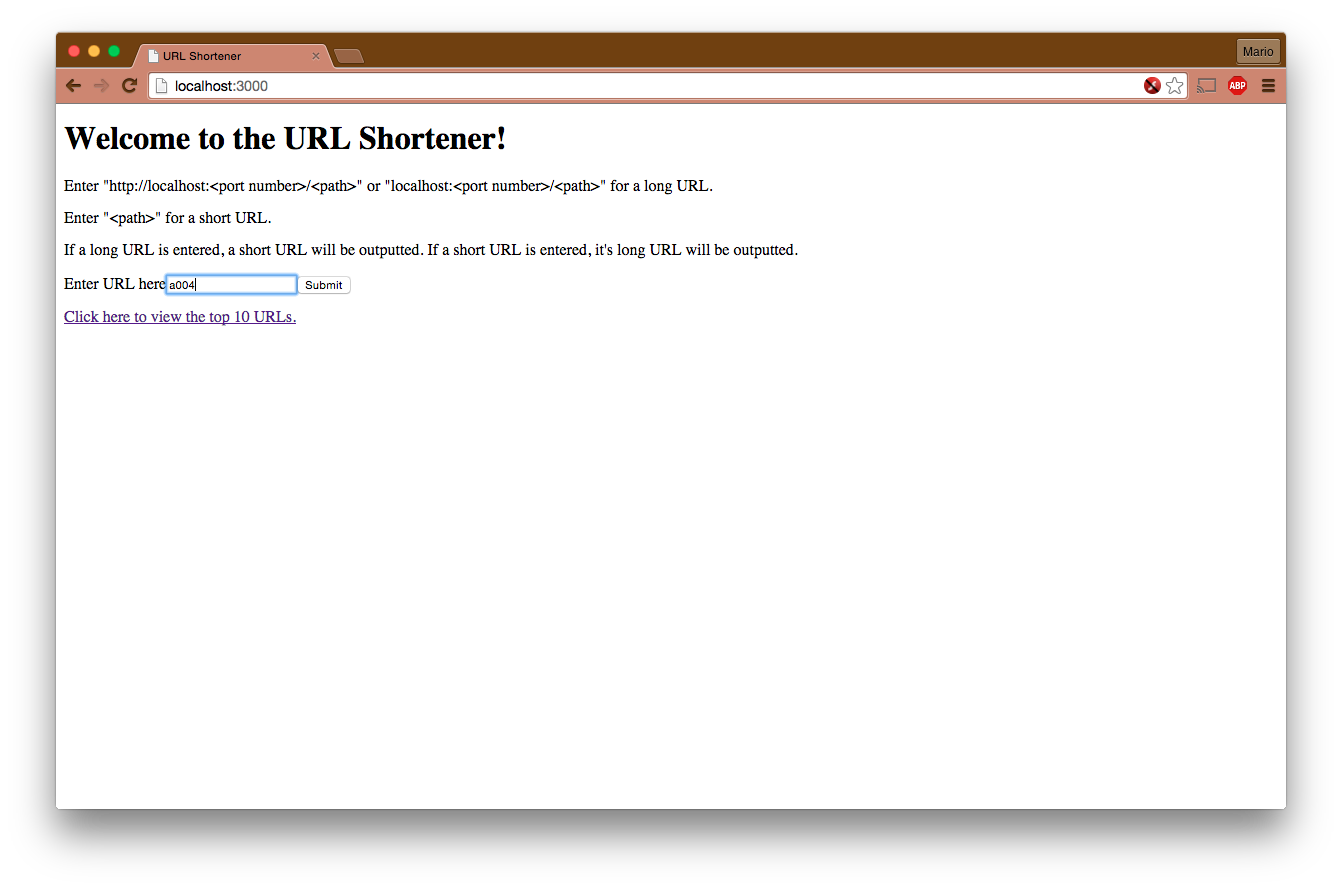 URL Shortener
Mario
localhost:3000
ABP
Welcome to the URL Shortener!
Enter "http://localhost:<port number>/<path>" or "localhost:<port number>/<path>" for a long URL.
Enter "<path>" for a short URL.
If a long URL is entered, a short URL will be outputted. If a short URL is entered, it's long URL will be outputted.
Enter URL here a004 Submit
Click here to view the top 10 URLs.